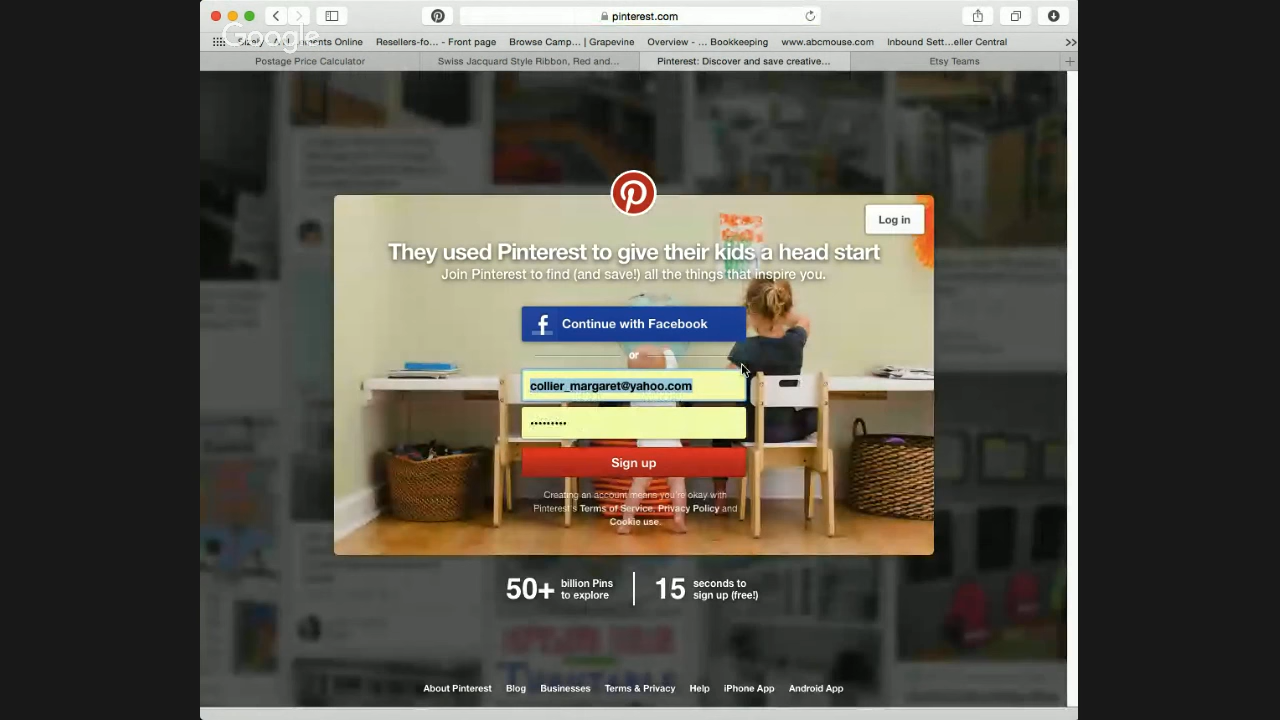 pinterest.com
Google
Online
Resellers-fo... - Front page
Browse Camp... | Grapevine
Overview - ... Bookkeeping
www.abcmouse.com
Inbound Sett...eller Central
Postage Price Calculator
Swiss Jacquard Style Ribbon, Red and...
Pinterest: Discover and save creative...
Etsy Teams
Log in
They used Pinterest to give their kids a head start
Join Pinterest to find (and save!) all the things that inspire you.
f Continue with Facebook
or
collier_margaret@yahoo.com
•••••••••
Sign up
Creating an account means you're okay with
Pinterest's Terms of Service, Privacy Policy and
Cookie use.
50+ billion Pins
to explore
15 seconds to
sign up (free!)
About Pinterest Blog Businesses Terms & Privacy Help iPhone App Android App